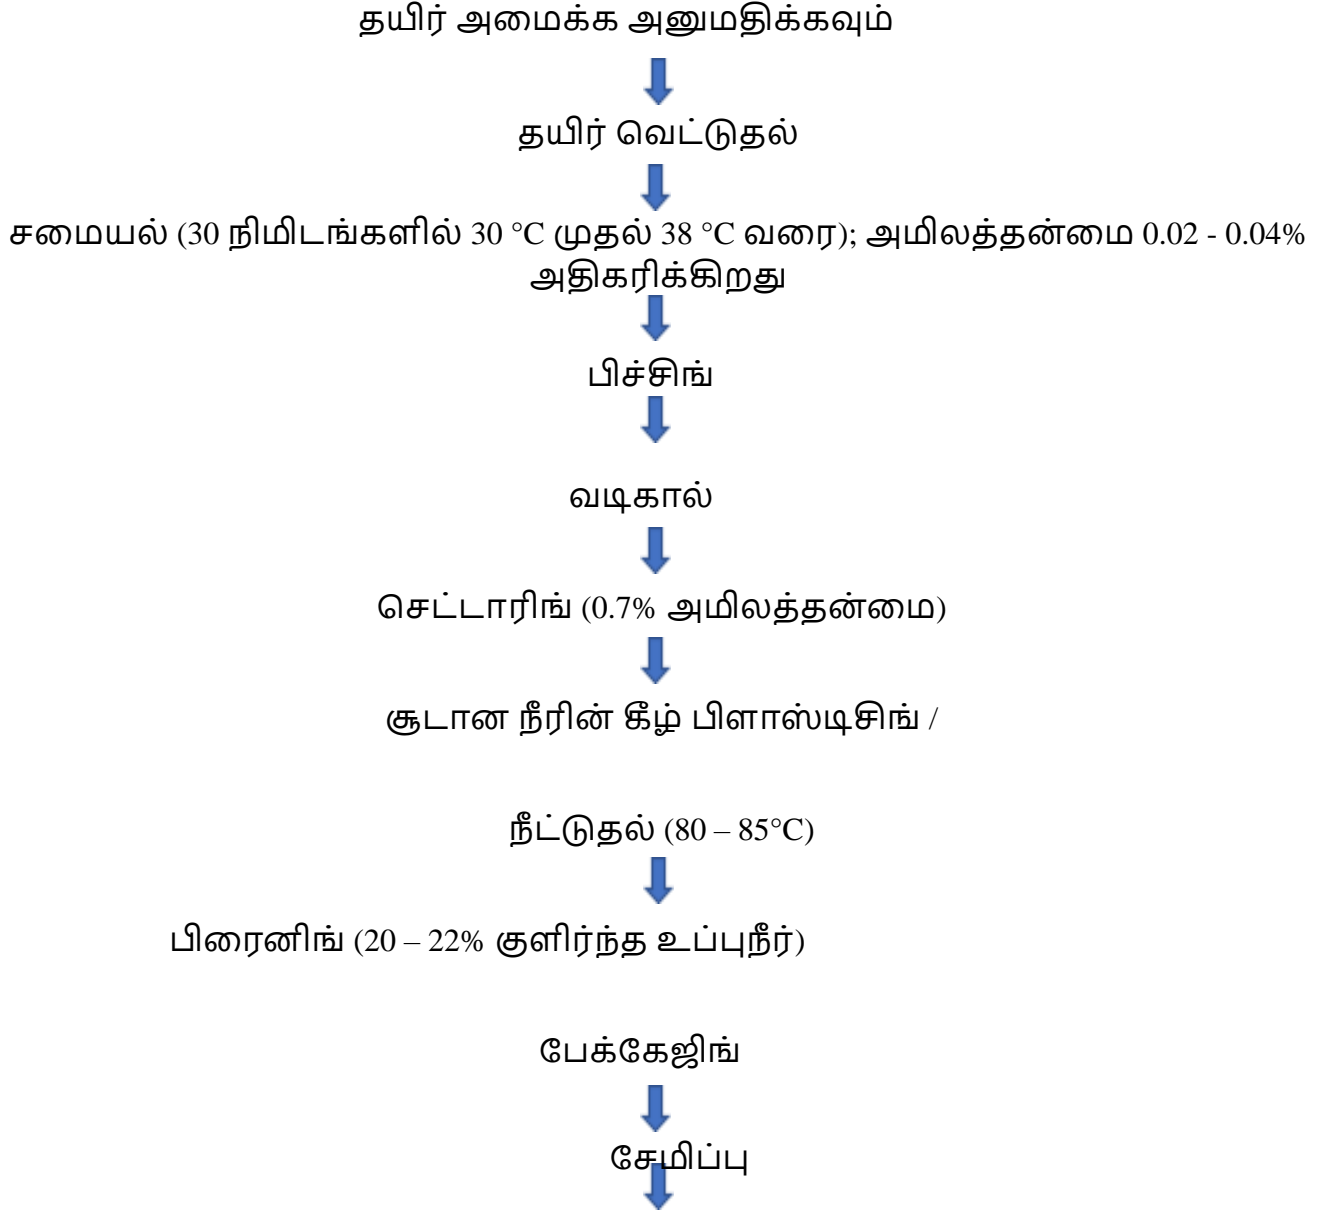 தயிர் அமைக்க அனுமதிக்கவும்
தயிர் வெட்டுதல்
சமையல் (30 நிமிடங்களில் 30 °C முதல் 38 °C வரை); அமிலத்தன்மை 0.02 - 0.04%
அதிகரிக்கிறது
பிச்சிங்
வடிகால்
செட்டாரிங் (0.7% அமிலத்தன்மை)
சூடான நீரின் கீழ் பிளாஸ்டிசிங் /
நீட்டுதல் (80 – 85°C)
பிரைனிங் (20 – 22% குளிர்ந்த உப்புநீர்)
பேக்கேஜிங்
சேமிப்பு